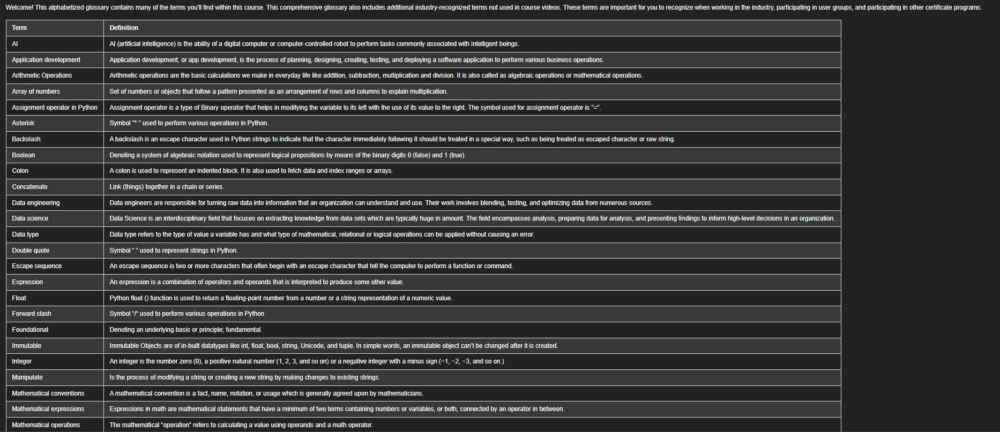 Welcome! This alphabetized glossary contains many of the terms you'll find within this course. This comprehensive glossary also includes additional industry-recognized terms not used in course videos. These terms are important for you to recognize when working in the industry, participating in user groups, and participating in other certificate programs.
Term Definition
AI AI (artificial intelligence) is the ability of a digital computer or computer-controlled robot to perform tasks commonly associated with intelligent beings.
Application development Application development, or app development, is the process of planning, designing, creating, testing, and deploying a software application to perform various business operations.
Arithmetic Operations Arithmetic operations are the basic calculations we make in everyday life like addition, subtraction, multiplication and division. It is also called as algebraic operations or mathematical operations.
Array of numbers Set of numbers or objects that follow a pattern presented as an arrangement of rows and columns to explain multiplication.
Assignment operator in Python Assignment operator is a type of Binary operator that helps in modifying the variable to its left with the use of its value to the right. The symbol used for assignment operator is "=".
Asterisk Symbol "* " used to perform various operations in Python.
Backslash A backslash is an escape character used in Python strings to indicate that the character immediately following it should be treated in a special way, such as being treated as escaped character or raw string.
Boolean Denoting a system of algebraic notation used to represent logical propositions by means of the binary digits 0 (false) and 1 (true).
Colon A colon is used to represent an indented block. It is also used to fetch data and index ranges or arrays.
Concatenate Link (things) together in a chain or series.
Data engineering Data engineers are responsible for turning raw data into information that an organization can understand and use. Their work involves blending, testing, and optimizing data from numerous sources.
Data science Data Science is an interdisciplinary field that focuses on extracting knowledge from data sets which are typically huge in amount. The field encompasses analysis, preparing data for analysis, and presenting findings to inform high-level decisions in an organization.
Data type Data type refers to the type of value a variable has and what type of mathematical, relational or logical operations can be applied without causing an error.
Double quote Symbol “ “ used to represent strings in Python.
Escape sequence An escape sequence is two or more characters that often begin with an escape character that tell the computer to perform a function or command.
Expression An expression is a combination of operators and operands that is interpreted to produce some other value.
Float Python float () function is used to return a floating-point number from a number or a string representation of a numeric value.
Forward slash Symbol “/“ used to perform various operations in Python
Foundational Denoting an underlying basis or principle; fundamental.
Immutable Immutable Objects are of in-built datatypes like int, float, bool, string, Unicode, and tuple. In simple words, an immutable object can't be changed after it is created.
Integer An integer is the number zero (0), a positive natural number (1, 2, 3, and so on) or a negative integer with a minus sign (−1, −2, −3, and so on.)
Manipulate Is the process of modifying a string or creating a new string by making changes to existing strings.
Mathematical conventions A mathematical convention is a fact, name, notation, or usage which is generally agreed upon by mathematicians.
Mathematical expressions Expressions in math are mathematical statements that have a minimum of two terms containing numbers or variables, or both, connected by an operator in between.
Mathematical operations The mathematical “operation” refers to calculating a value using operands and a math operator.